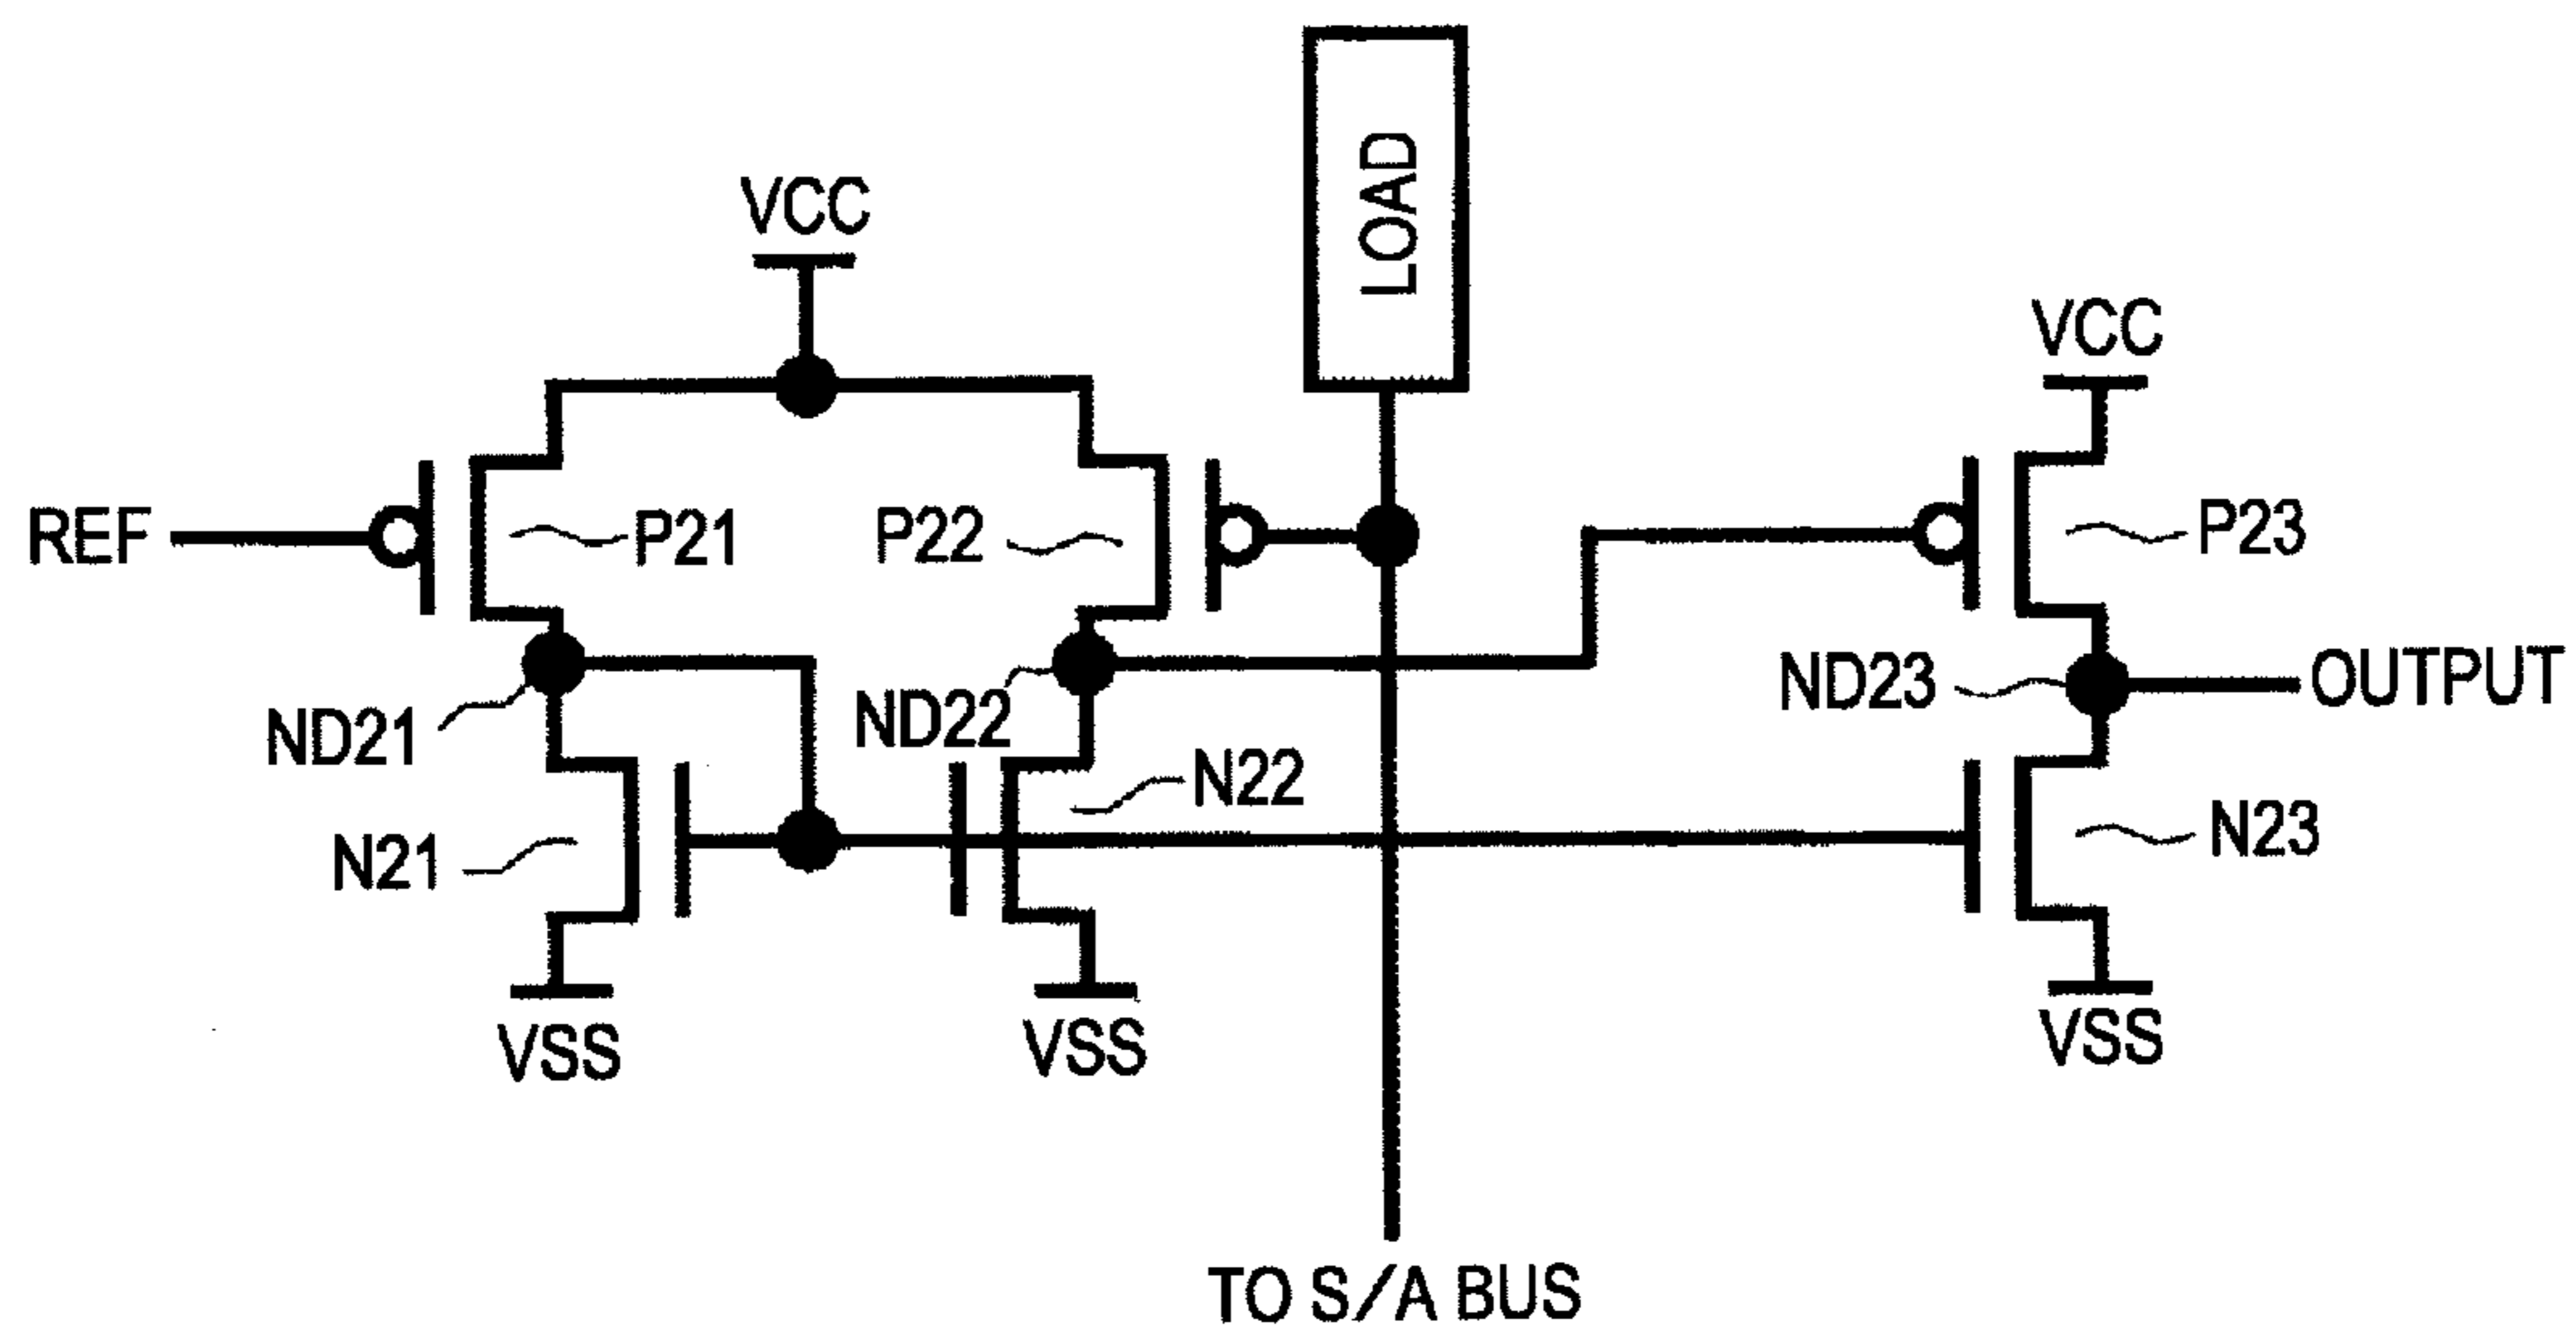 LOAD
VCC
VCC
REF
P21
P22
P23
ND21
ND22
ND23
OUTPUT
N21
N22
N23
VSS
VSS
VSS
TO S/A BUS